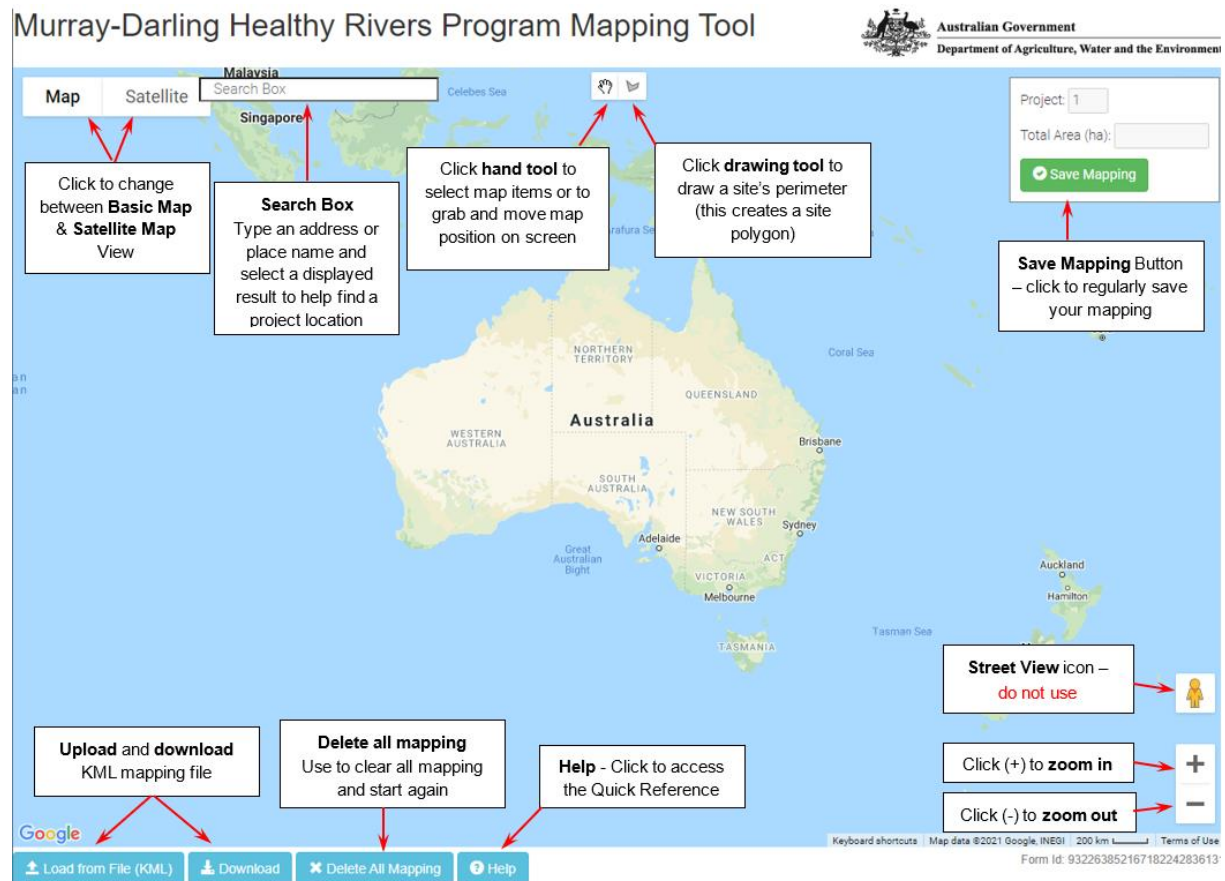 Murray-Darling Healthy Rivers Program Mapping Tool
Australian Government
Department of Agriculture, Water and the Environment
Map
Satellite
Malaysia
Search Box
Singapore
Celebes Sea
Project: 1
Total Area (ha):
Save Mapping
Click to change
between Basic Map
& Satellite Map
View
Search Box
Type an address or
place name and
select a displayed
result to help find a
project location
Click hand tool to
select map items or to
grab and move map
position on screen
Click drawing tool to
draw a site's perimeter
(this creates a site
polygon)
Save Mapping Button
– click to regularly save
your mapping
rafura Se
NORTHERN
TERRITORY
Coral Sea
QUEENSLAND
Australia
WESTERN
AUSTRALIA
Brisbane
SOUTH
AUSTRALIA
NEW SOUTH
WALES
Sydney
Adelaide
Great
Australian
Bight
ACT
VICTORIA
Melbourne
Auckland
Hamilton
Tasman Sea
TASMANIA
Street View icon –
do not use
Upload and download
KML mapping file
Delete all mapping
Use to clear all mapping
and start again
Help - Click to access
the Quick Reference
Click (+) to zoom in
Click (-) to zoom out
Google
Keyboard shortcuts
Map data ©2021 Google, INEGI
200 km
Terms of Use
Load from File (KML)
Download
Delete All Mapping
Help